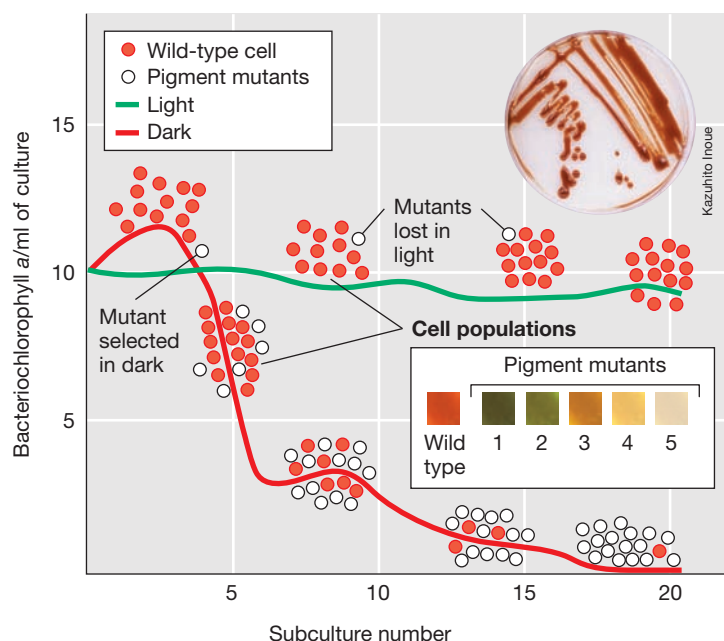 Wild-type cell
Pigment mutants
Light
Dark
Kazuhito Inoue
Bacteriochlorophyll a/ml of culture
15
10
5
Mutants
lost in
light
Mutant
selected
in dark
Cell populations
Pigment mutants
Wild
type
1 2 3 4 5
5 10 15 20
Subculture number